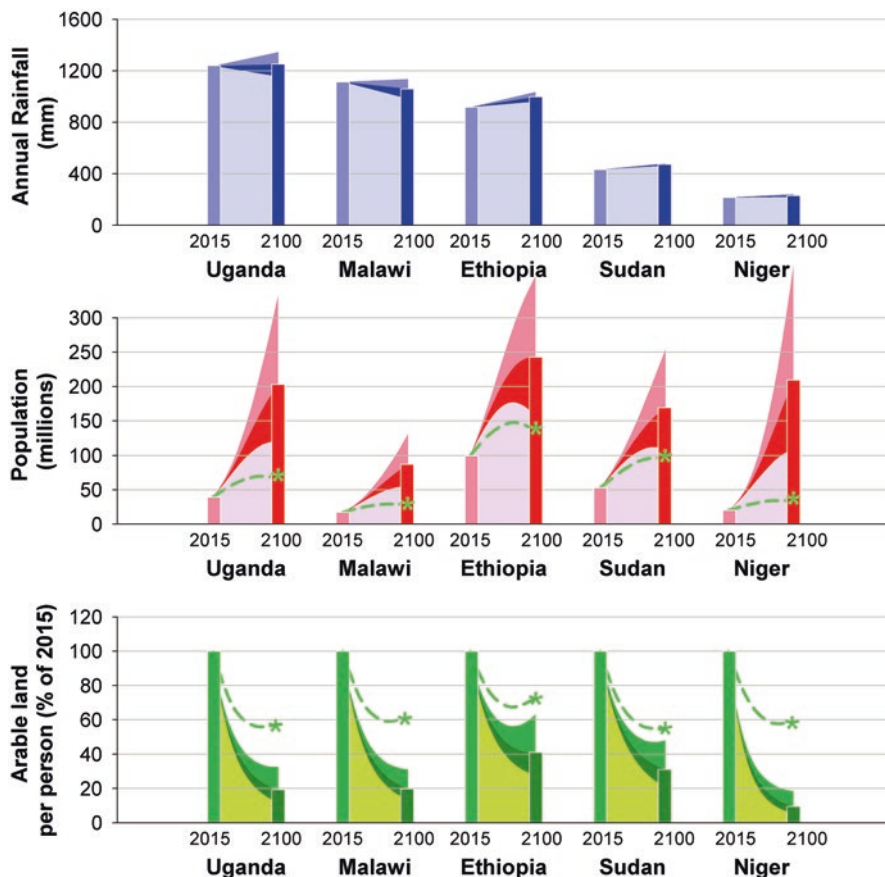 1600
1200
800
400
0
Annual Rainfall
(mm)
2015 2100 2015 2100 2015 2100 2015 2100 2015 2100
Uganda Malawi Ethiopia Sudan Niger
300
250
200
150
100
50
0
Population
(millions)
2015 2100 2015 2100 2015 2100 2015 2100 2015 2100
Uganda Malawi Ethiopia Sudan Niger
120
100
80
60
40
20
0
Arable land
per person (% of 2015)
2015 2100 2015 2100 2015 2100 2015 2100 2015 2100
Uganda Malawi Ethiopia Sudan Niger